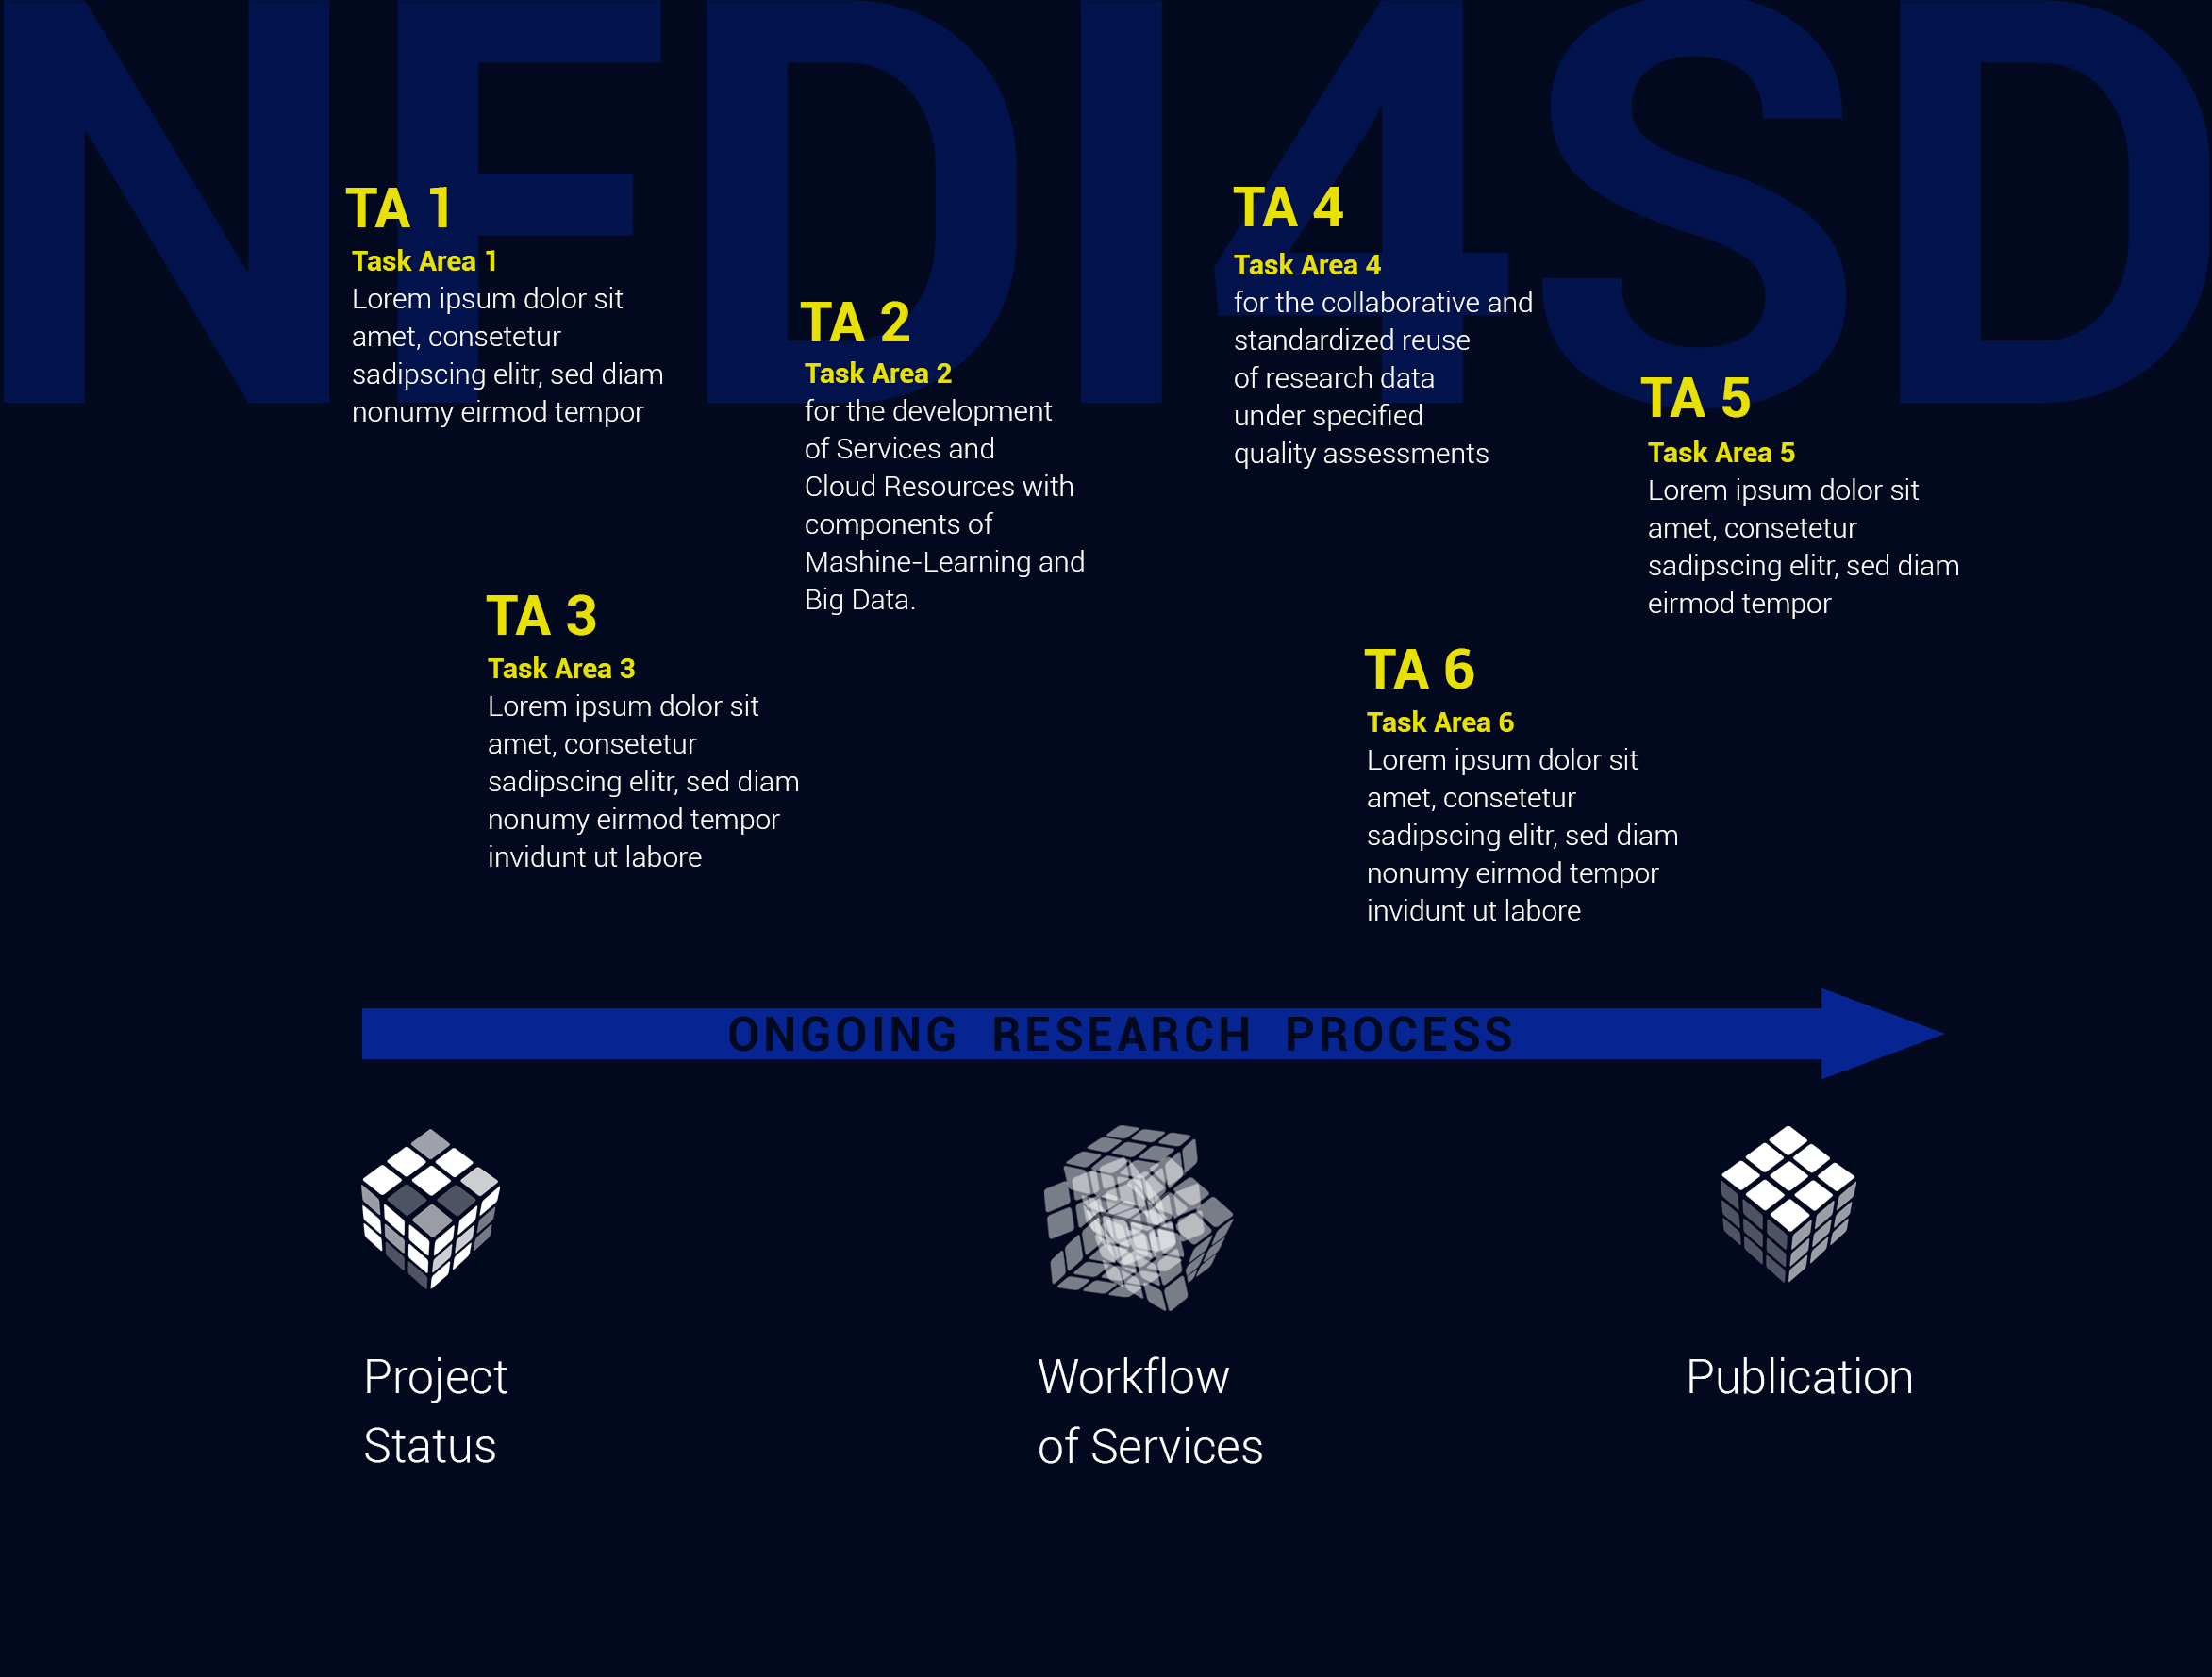 NFDI4SD
TA 1
Task Area 1
Lorem ipsum dolor sit
amet, consetetur
sadipscing elitr, sed diam
nonumy eirmod tempor
TA 2
Task Area 2
for the development
of Services and
Cloud Resources with
components of
Mashine-Learning and
Big Data.
TA 3
Task Area 3
Lorem ipsum dolor sit
amet, consetetur
sadipscing elitr, sed diam
nonumy eirmod tempor
invidunt ut labore
TA 4
Task Area 4
for the collaborative and
standardized reuse
of research data
under specified
quality assessments
TA 5
Task Area 5
Lorem ipsum dolor sit
amet, consetetur
sadipscing elitr, sed diam
eirmod tempor
TA 6
Task Area 6
Lorem ipsum dolor sit
amet, consetetur
sadipscing elitr, sed diam
nonumy eirmod tempor
invidunt ut labore
ONGOING RESEARCH PROCESS
Project
Status
Workflow
of Services
Publication